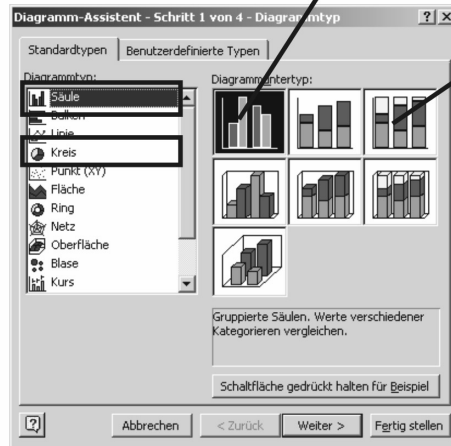 Diagramm-Assistent - Schritt 1 von 4 - Diagrammtyp
Standardtypen
Benutzerdefinierte Typen
Diagrammtyp:
Säule
Balken
Linie
Kreis
Punkt (XY)
Fläche
Ring
Netz
Oberfläche
Blase
Kurs
Diagrammuntertyp:
Gruppierte Säulen. Werte verschiedener
Kategorieren vergleichen.
Schaltfläche gedrückt halten für Beispiel
Abbrechen
< Zurück
Weiter >
Fertig stellen